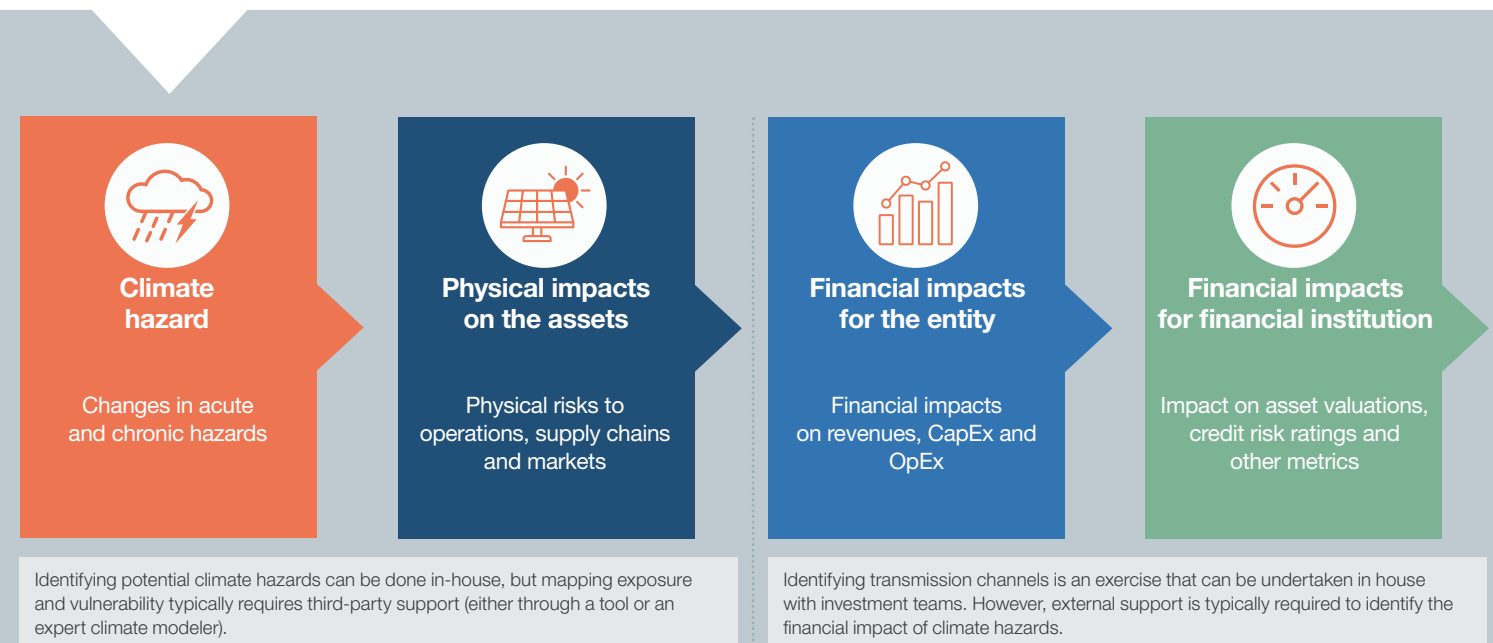 Climate
hazard
Changes in acute
and chronic hazards
Physical impacts
on the assets
Physical risks to
operations, supply chains
and markets
Financial impacts
for the entity
Financial impacts
on revenues, CapEx and
OpEx
Financial impacts
for financial institution
Impact on asset valuations,
credit risk ratings and
other metrics
Identifying potential climate hazards can be done in-house, but mapping exposure
and vulnerability typically requires third-party support (either through a tool or an
expert climate modeler).
Identifying transmission channels is an exercise that can be undertaken in house
with investment teams. However, external support is typically required to identify the
financial impact of climate hazards.